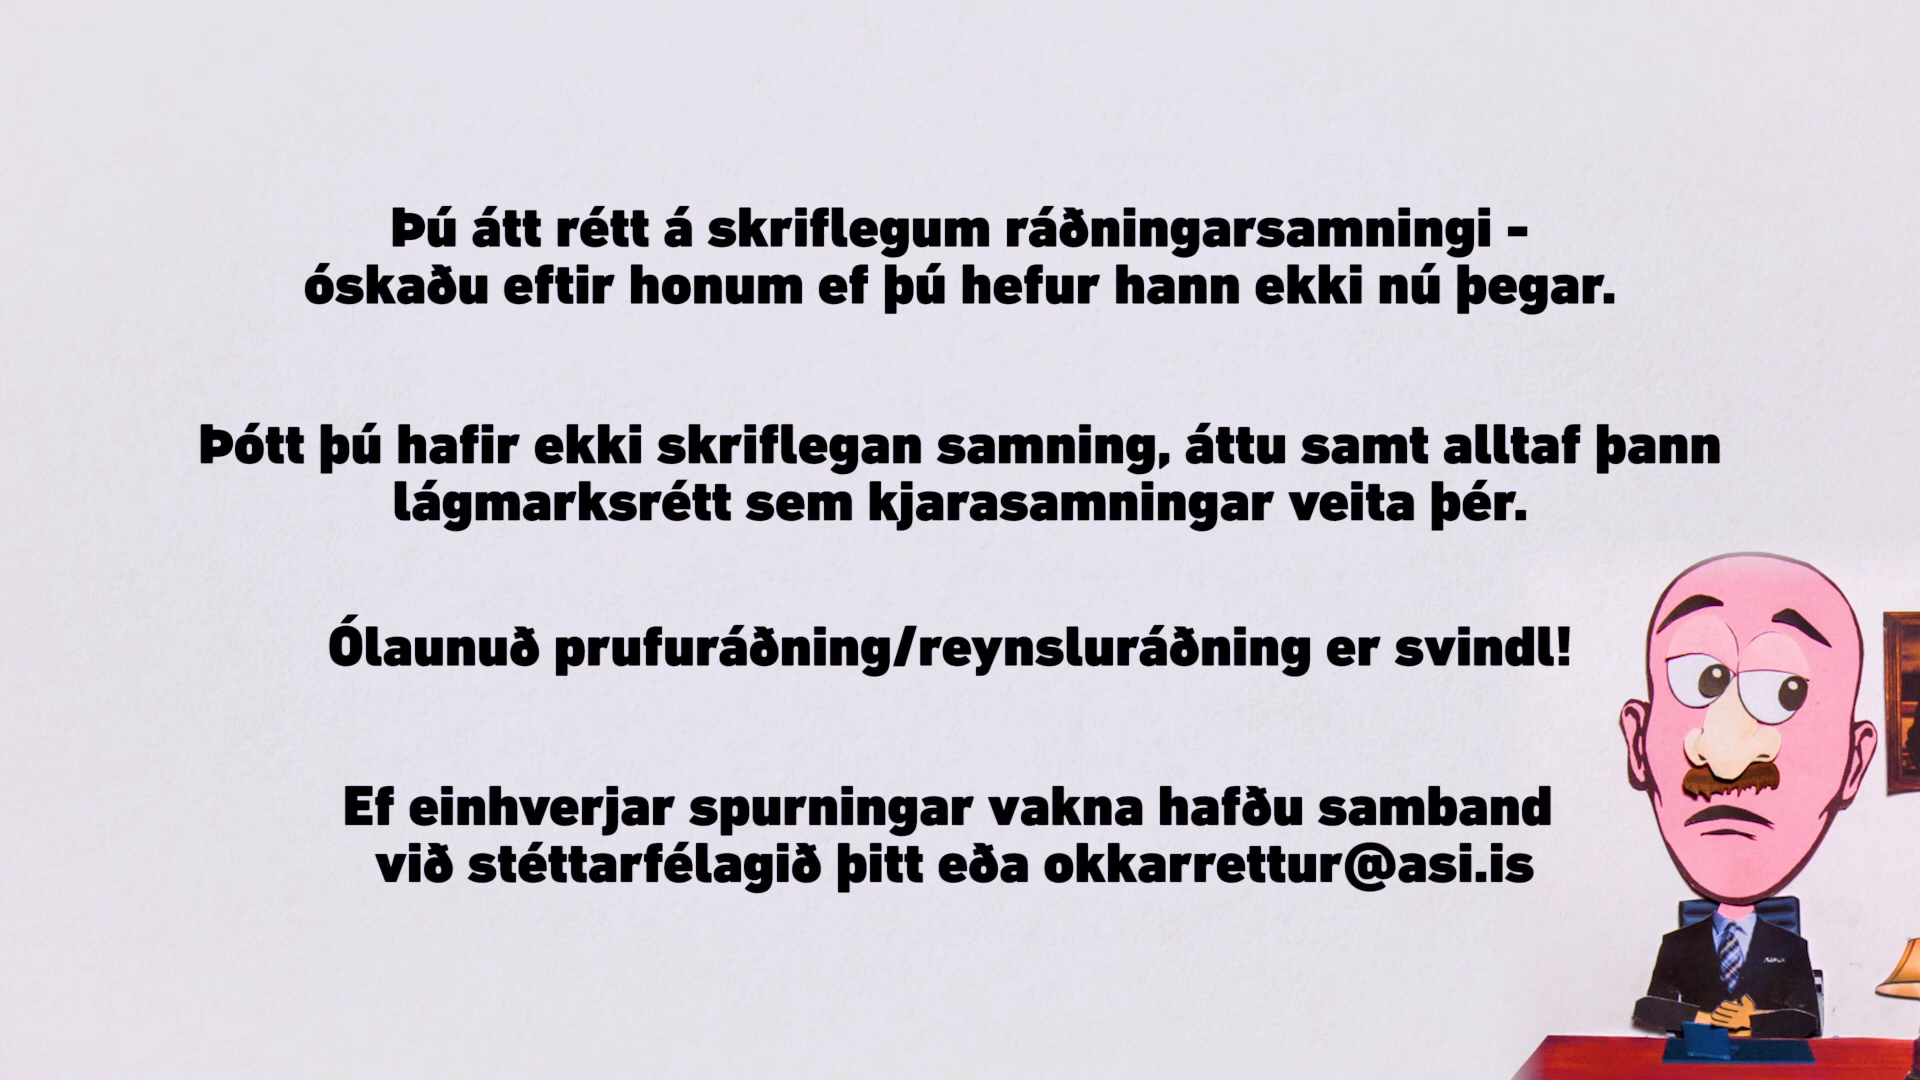 Þú átt rétt á skriflegum ráðningarsamningi -
óskaðu eftir honum ef þú hefur hann ekki nú þegar.
Þótt þú hafir ekki skriflegan samning, áttu samt alltaf þann
lágmarksrétt sem kjarasamningar veita þér.
Ólaunuð prufuráðning/reynsluráðning er svindl!
Ef einhverjar spurningar vakna hafðu samband
við stéttarfélagið þitt eða okkarrettur@asi.is